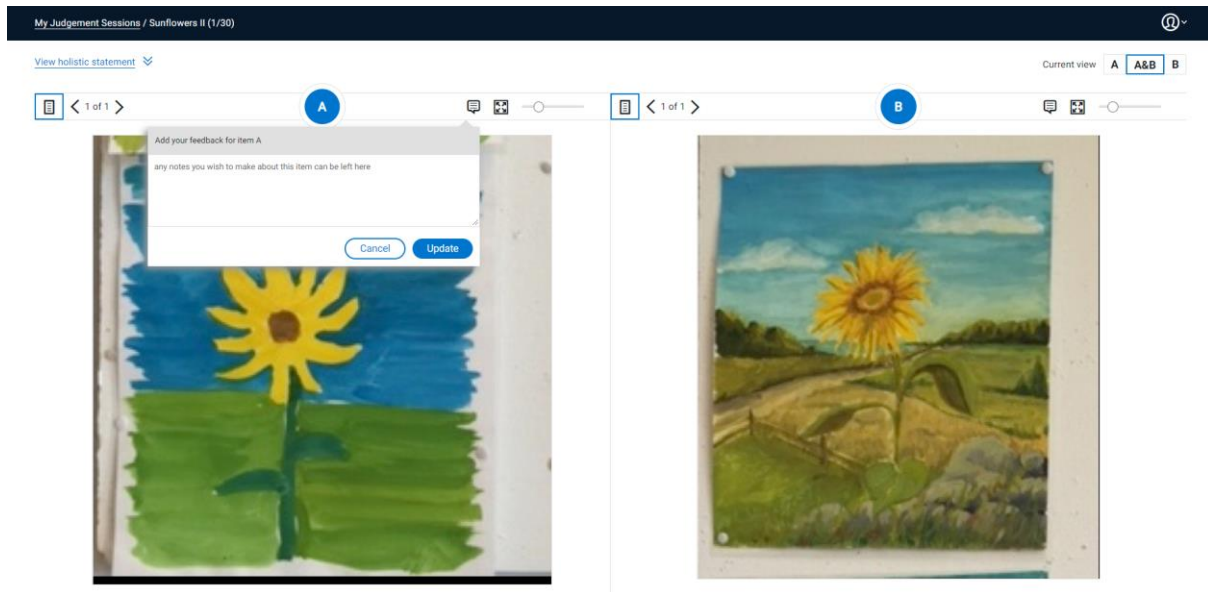 My Judgement Sessions / Sunflowers II (1/30)
View holistic statement
Current view A A&B B
1 of 1
A
1 of 1
B
Add your feedback for item A
any notes you wish to make about this item can be left here
Cancel Update